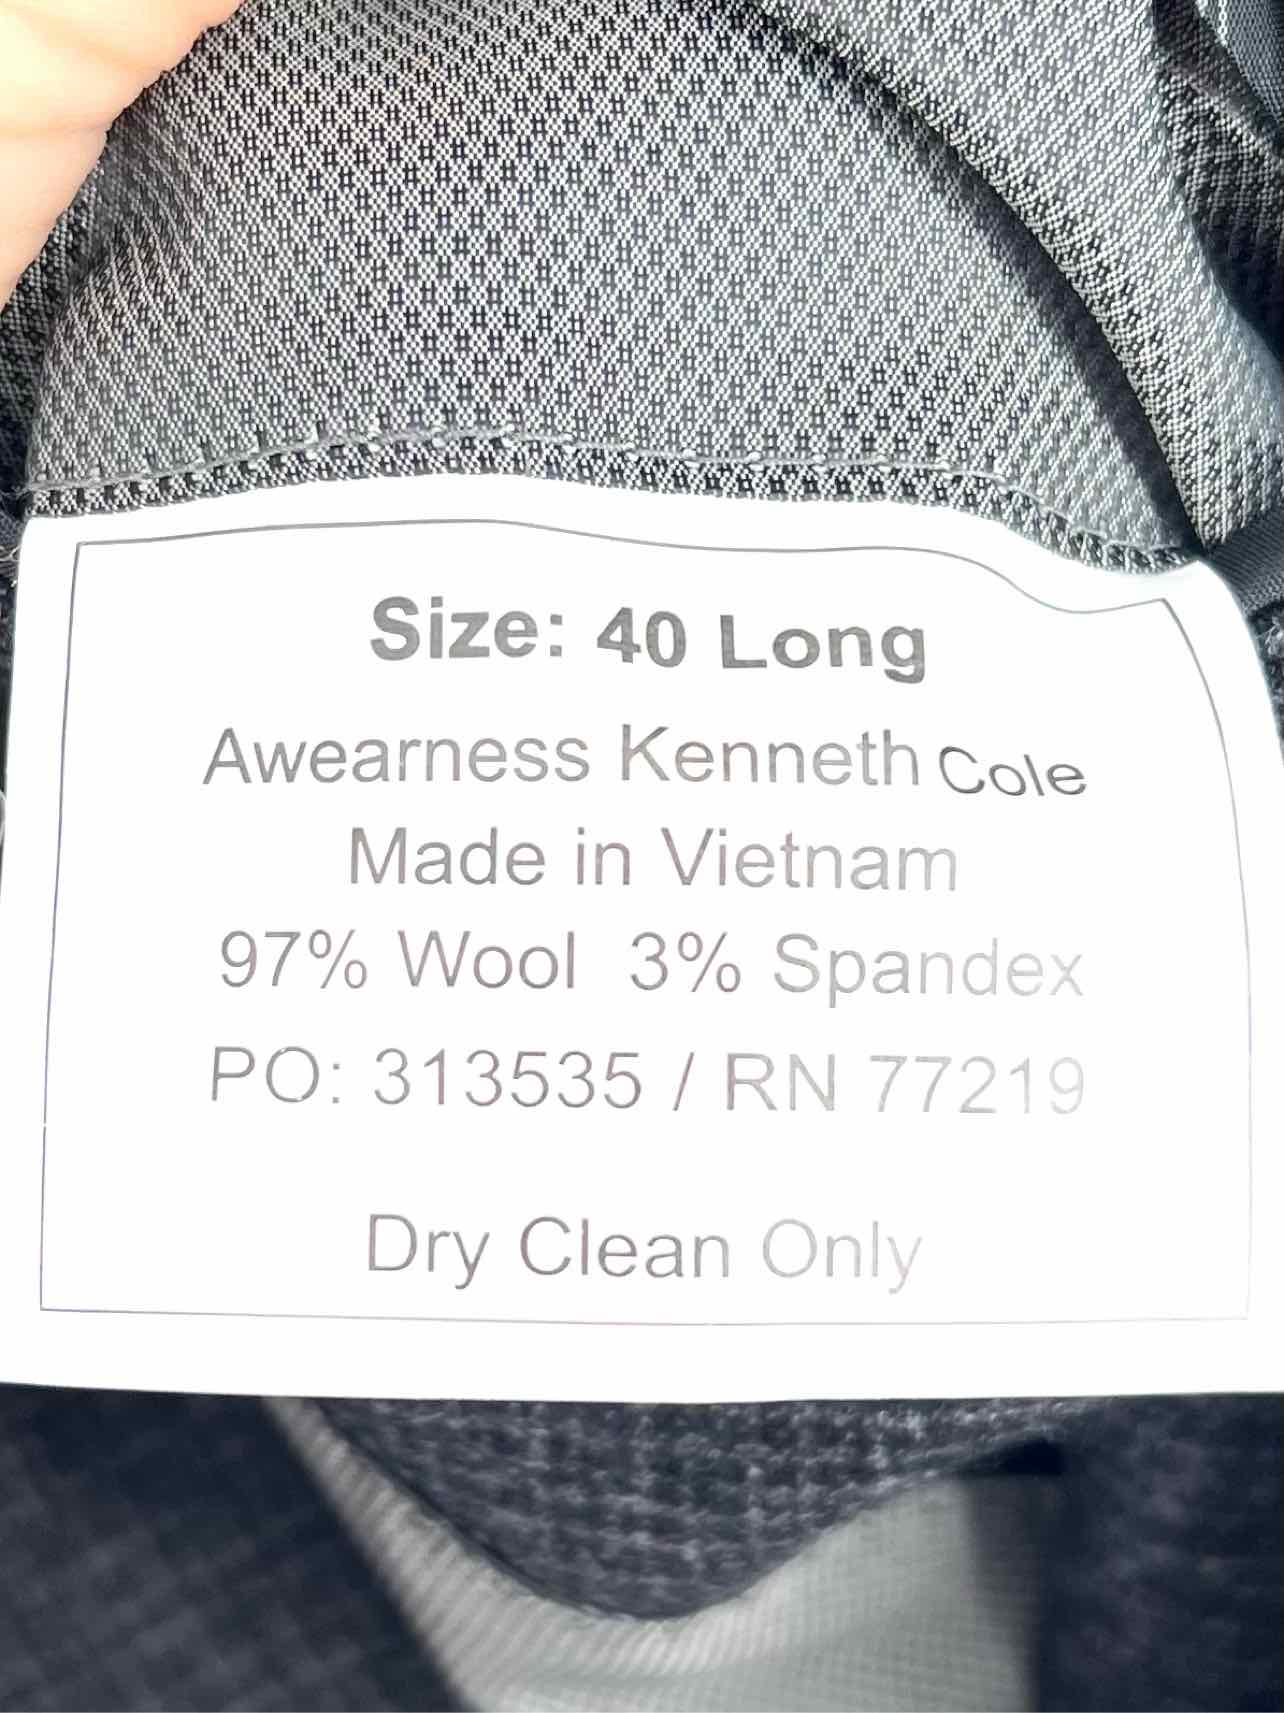 Size: 40 Long
Awearness Kenneth Cole
Made in Vietnam
97% Wool 3% Spandex
PO: 313535 / RN 77219
Dry Clean Only